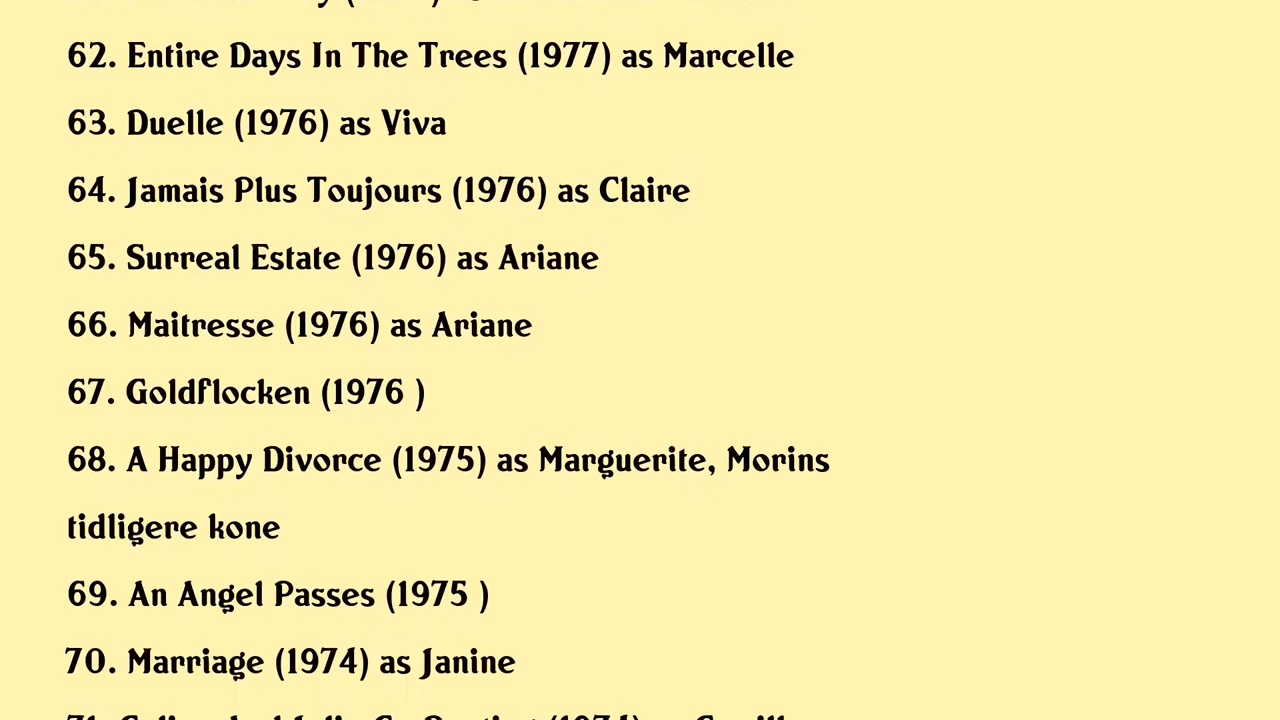 62. Entire Days In The Trees (1977) as Marcelle
63. Duelle (1976) as Viva
64. Jamais Plus Toujours (1976) as Claire
65. Surreal Estate (1976) as Ariane
66. Maitresse (1976) as Ariane
67. Goldflocken (1976 )
68. A Happy Divorce (1975) as Marguerite, Morins
tidligere kone
69. An Angel Passes (1975 )
70. Marriage (1974) as Janine